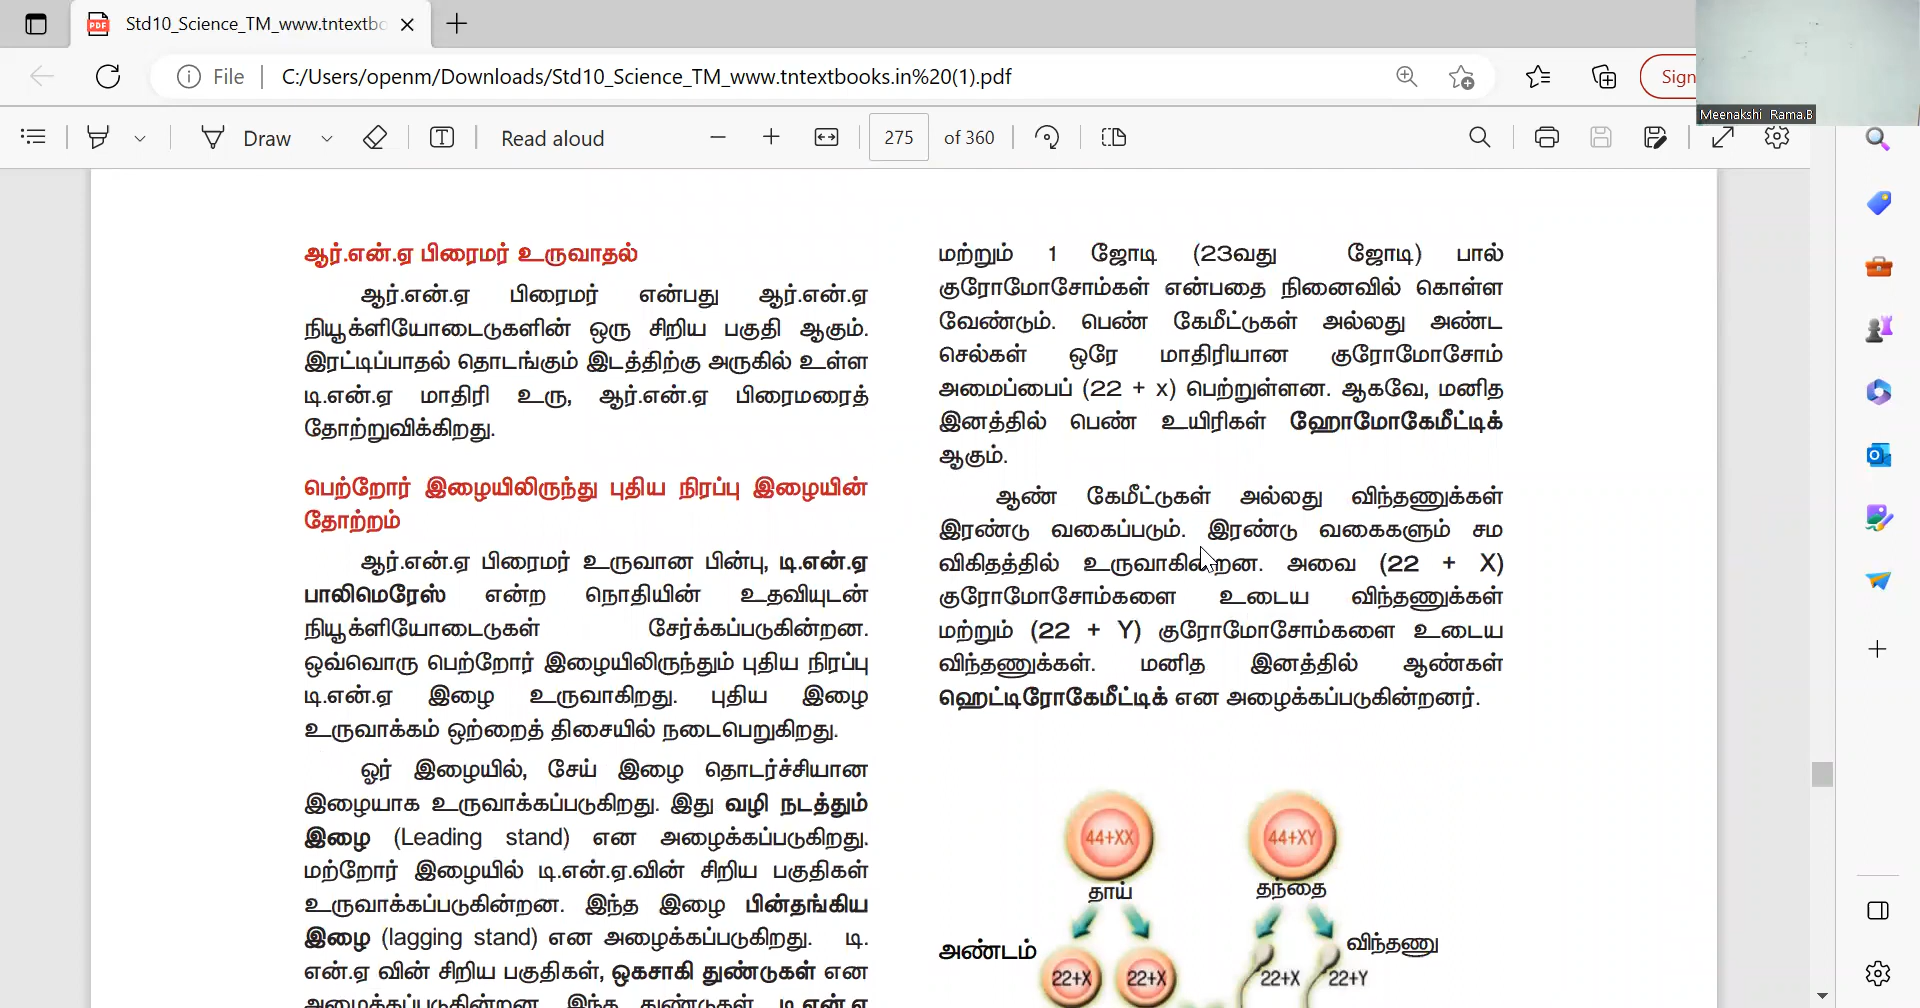 Std10_Science_TM_www.tntextbo
File
C:/Users/openm/Downloads/Std10_Science_TM_www.tntextbooks.in%20(1).pdf
Sign
Meenakshi Rama.B
Draw
Read aloud
275
of 360
ஆர்.என்.ஏ பிரைமர் உருவாதல்
ஆர்.என்.ஏ பிரைமர் என்பது ஆர்.என்.ஏ
நியூக்ளியோடைடுகளின் ஒரு சிறிய பகுதி ஆகும்.
இரட்டிப்பாதல் தொடங்கும் இடத்திற்கு அருகில் உள்ள
டி.என்.ஏ மாதிரி உரு, ஆர்.என்.ஏ பிரைமரைத்
தோற்றுவிக்கிறது.
பெற்றோர் இழையிலிருந்து புதிய நிரப்பு இழையின்
தோற்றம்
ஆர்.என்.ஏ பிரைமர் உருவான பின்பு, டி.என்.ஏ
பாலிமெரேஸ் என்ற நொதியின் உதவியுடன்
நியூக்ளியோடைடுகள் சேர்க்கப்படுகின்றன.
ஒவ்வொரு பெற்றோர் இழையிலிருந்தும் புதிய நிரப்பு
டி.என்.ஏ இழை உருவாகிறது. புதிய இழை
உருவாக்கம் ஒற்றைத் திசையில் நடைபெறுகிறது.
ஓர் இழையில், சேய் இழை தொடர்ச்சியான
இழையாக உருவாக்கப்படுகிறது. இது வழி நடத்தும்
இழை (Leading stand) என அழைக்கப்படுகிறது.
மற்றோர் இழையில் டி.என்.ஏ.வின் சிறிய பகுதிகள்
உருவாக்கப்படுகின்றன. இந்த இழை பின்தங்கிய
இழை (lagging stand) என அழைக்கப்படுகிறது. டி.
என்.ஏ வின் சிறிய பகுதிகள், ஒகசாகி துண்டுகள் என
அழைக்கப்படுகின்றன. இந்த துண்டுகள் டி.என்.ஏ
மற்றும் 1 ஜோடி (23வது ஜோடி) பால்
குரோமோசோம்கள் என்பதை நினைவில் கொள்ள
வேண்டும். பெண் கேமீட்டுகள் அல்லது அண்ட
செல்கள் ஒரே மாதிரியான குரோமோசோம்
அமைப்பைப் (22 + x) பெற்றுள்ளன. ஆகவே, மனித
இனத்தில் பெண் உயிரிகள் ஹோமோகேமீட்டிக்
ஆகும்.
ஆண் கேமீட்டுகள் அல்லது விந்தணுக்கள்
இரண்டு வகைப்படும். இரண்டு வகைகளும் சம
விகிதத்தில் உருவாகின்றன. அவை (22 + X)
குரோமோசோம்களை உடைய விந்தணுக்கள்
மற்றும் (22 + Y) குரோமோசோம்களை உடைய
விந்தணுக்கள். மனித இனத்தில் ஆண்கள்
ஹெட்டிரோகேமீட்டிக் என அழைக்கப்படுகின்றனர்.
44+XX 44+XY
தாய் தந்தை
அண்டம் விந்தணு
22+X 22+X 22+X 22+Y